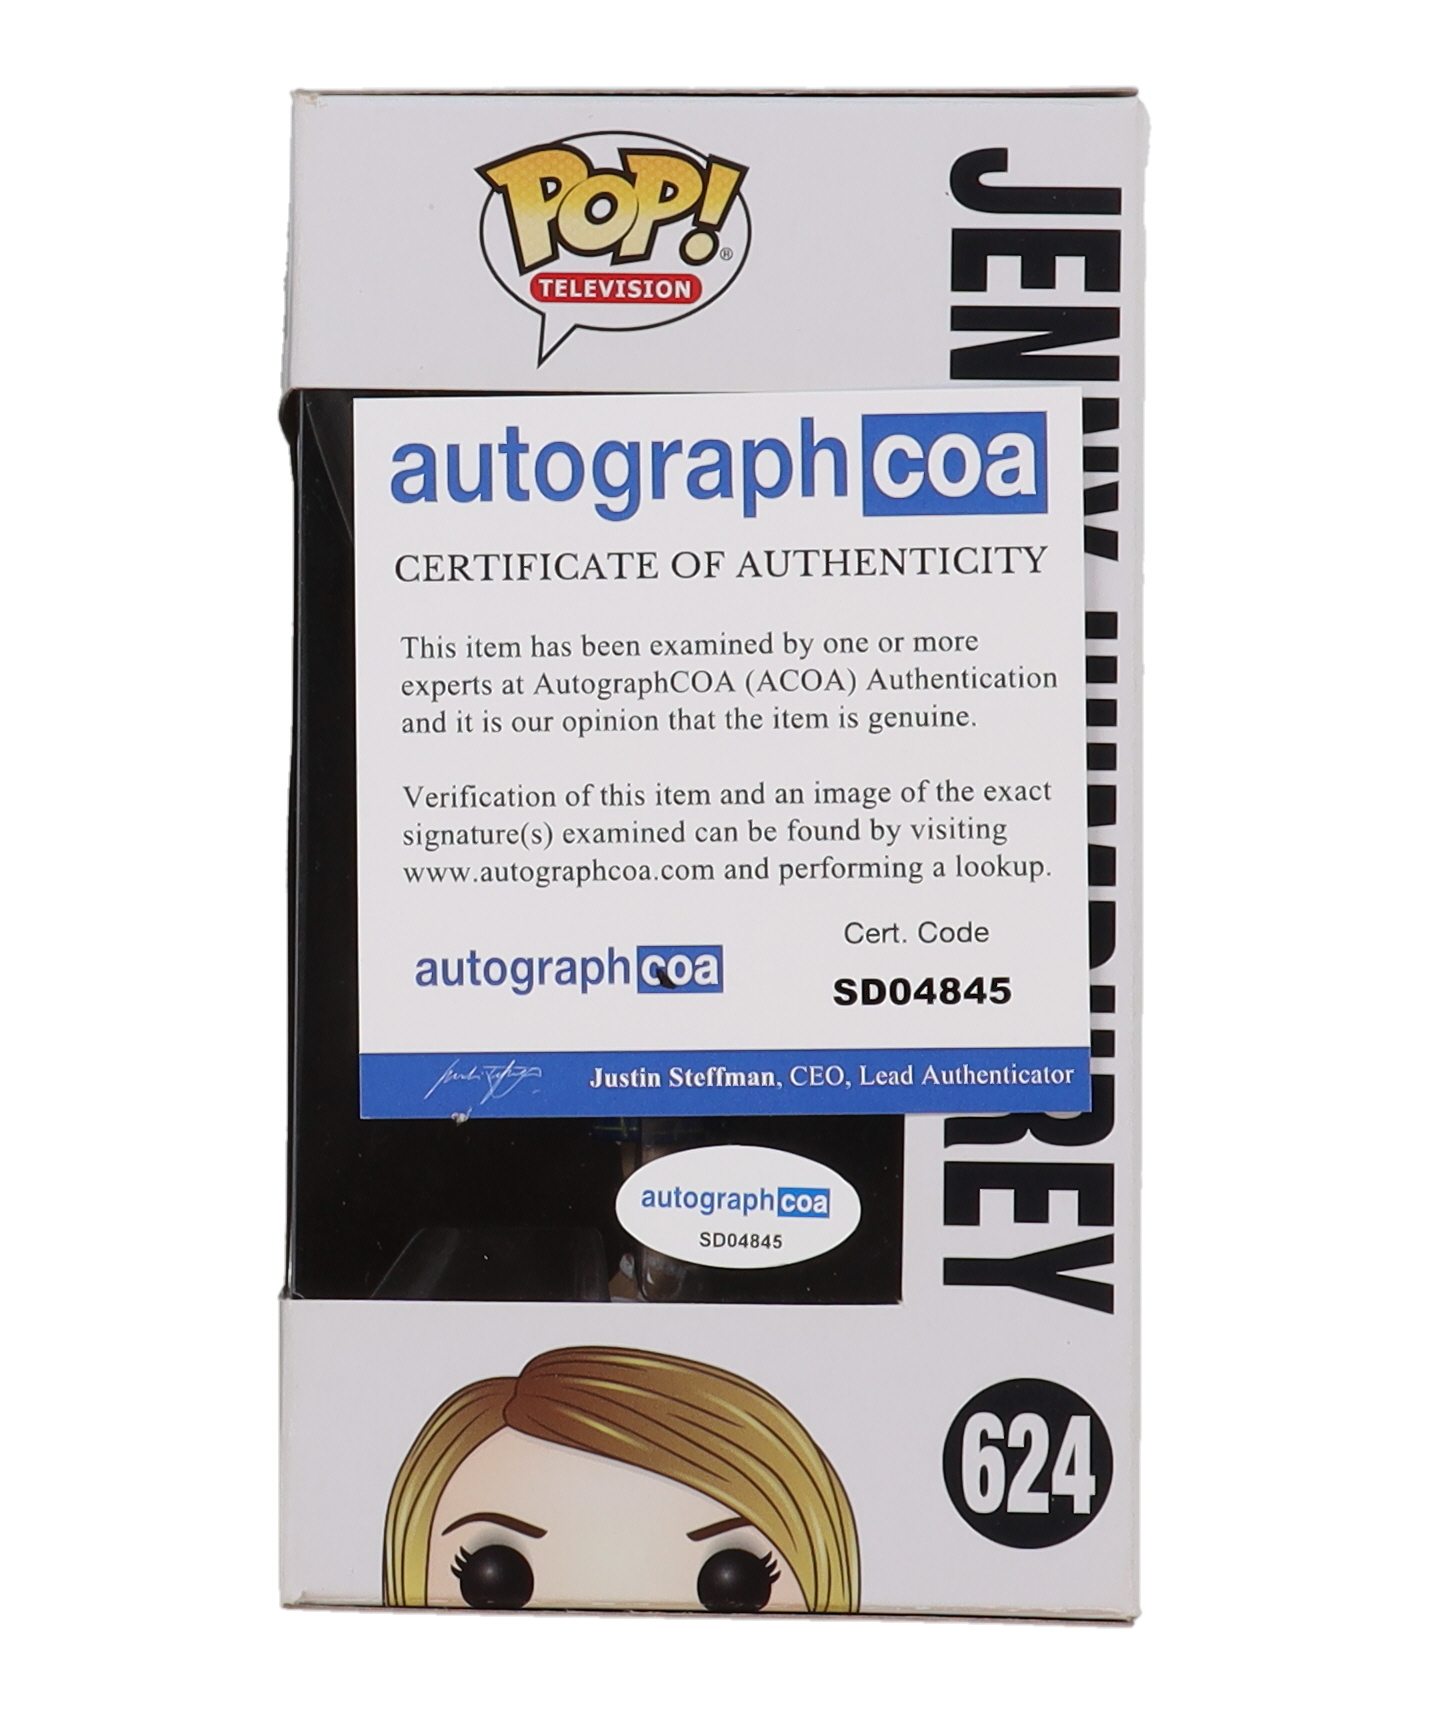 POP!®
TELEVISION
autographcoa
CERTIFICATE OF AUTHENTICITY
This item has been examined by one or more
experts at AutographCOA (ACOA) Authentication
and it is our opinion that the item is genuine.
Verification of this item and an image of the exact
signature(s) examined can be found by visiting
www.autographcoa.com and performing a lookup.
Cert. Code
autographcoa
SD04845
Justin Steffman, CEO, Lead Authenticator
autographcoa
SD04845
JENNY
624